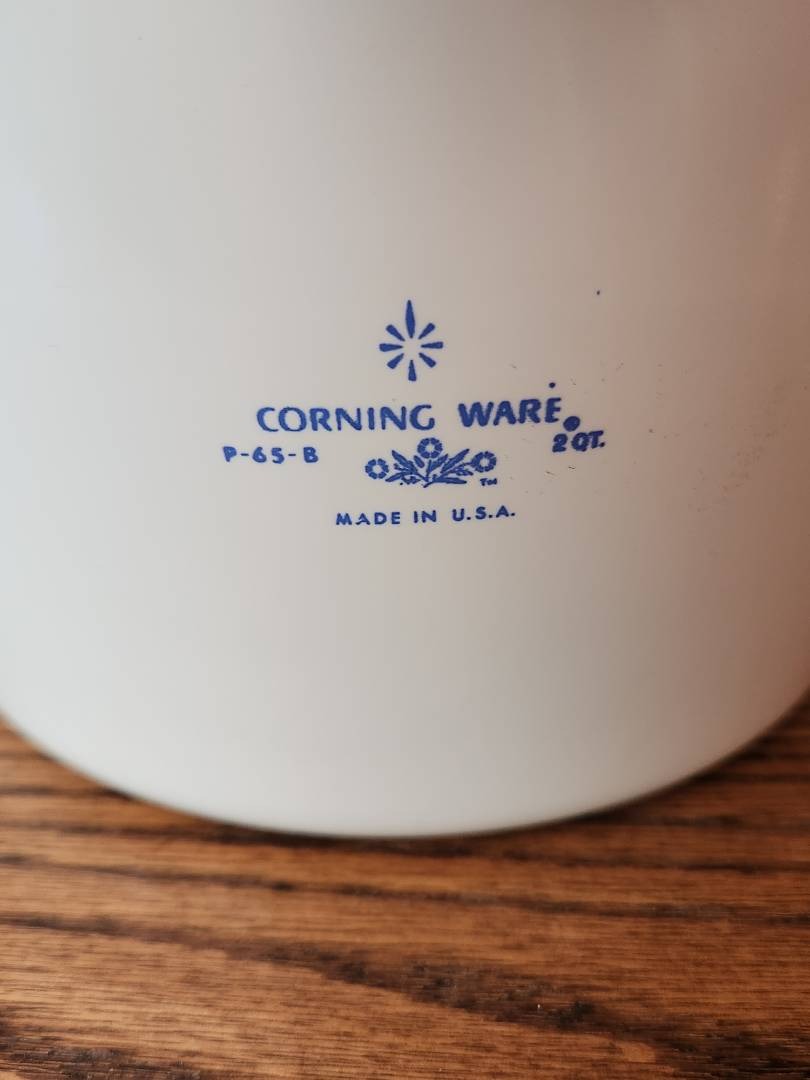 CORNING WARE®
P-65-B 2 QT.
TM
MADE IN U.S.A.